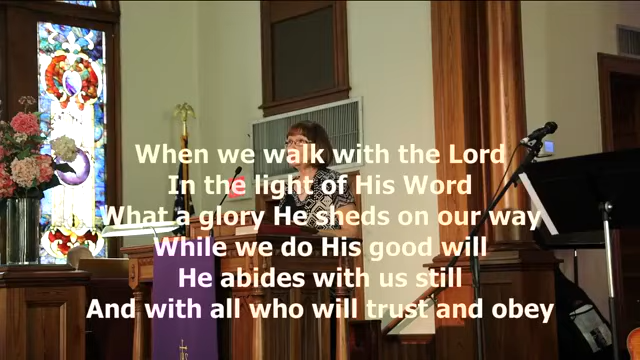 When we walk with the Lord
In the light of His Word
What a glory He sheds on our way
While we do His good will
He abides with us still
And with all who will trust and obey